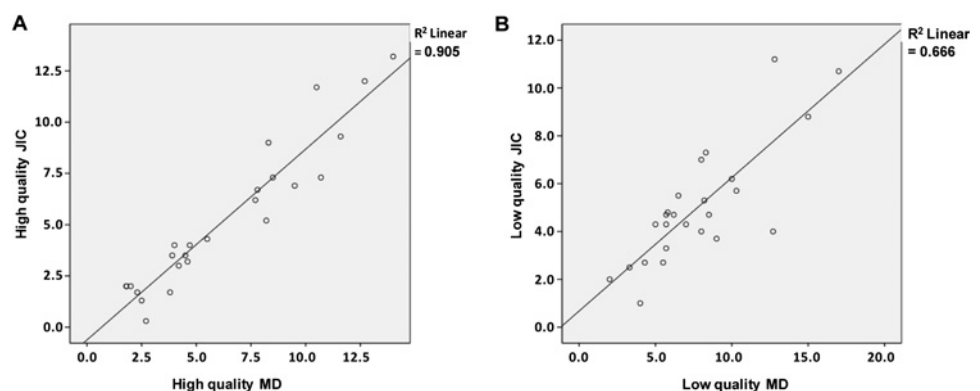 A
R² Linear
= 0.905
High quality JIC
12.5
10.0
7.5
5.0
2.5
0.0
0.0 2.5 5.0 7.5 10.0 12.5
High quality MD
B
R² Linear
= 0.666
Low quality JIC
12.0
10.0
8.0
6.0
4.0
2.0
0.0
0.0 5.0 10.0 15.0 20.0
Low quality MD